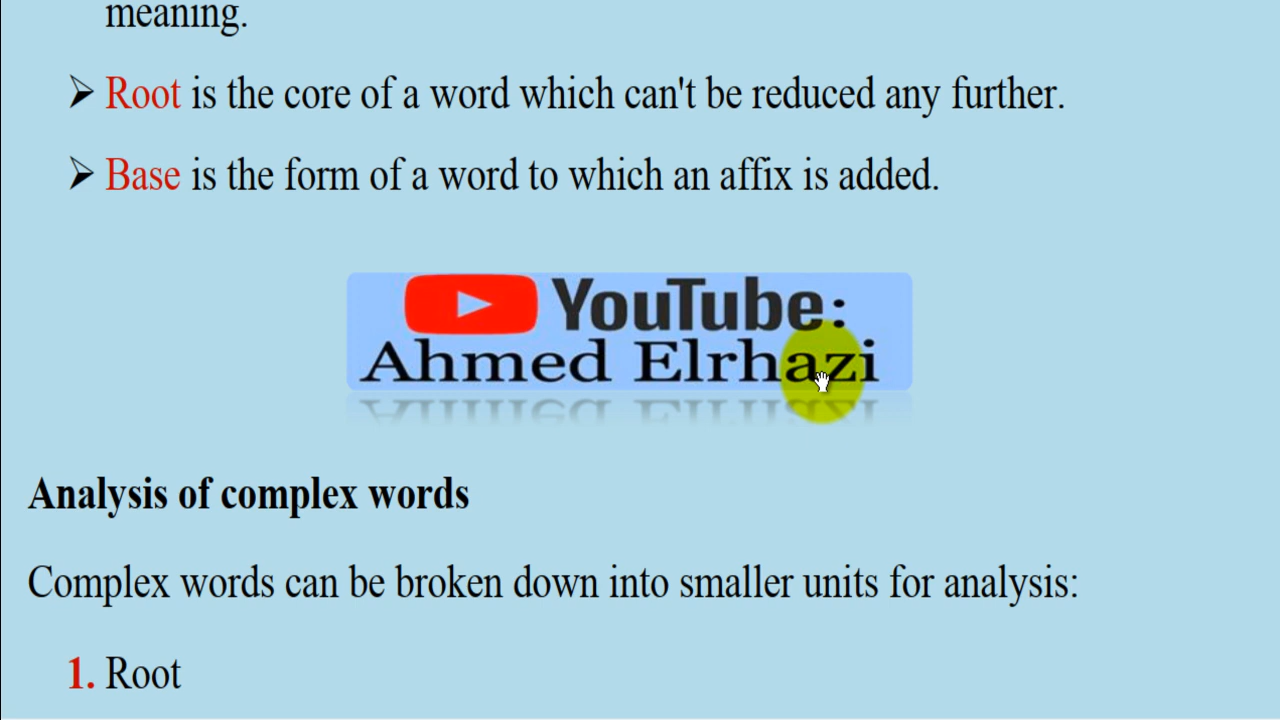 meaning.
➢ Root is the core of a word which can't be reduced any further.
➢ Base is the form of a word to which an affix is added.
YouTube:
Ahmed Elrhazi
Analysis of complex words
Complex words can be broken down into smaller units for analysis:
1. Root